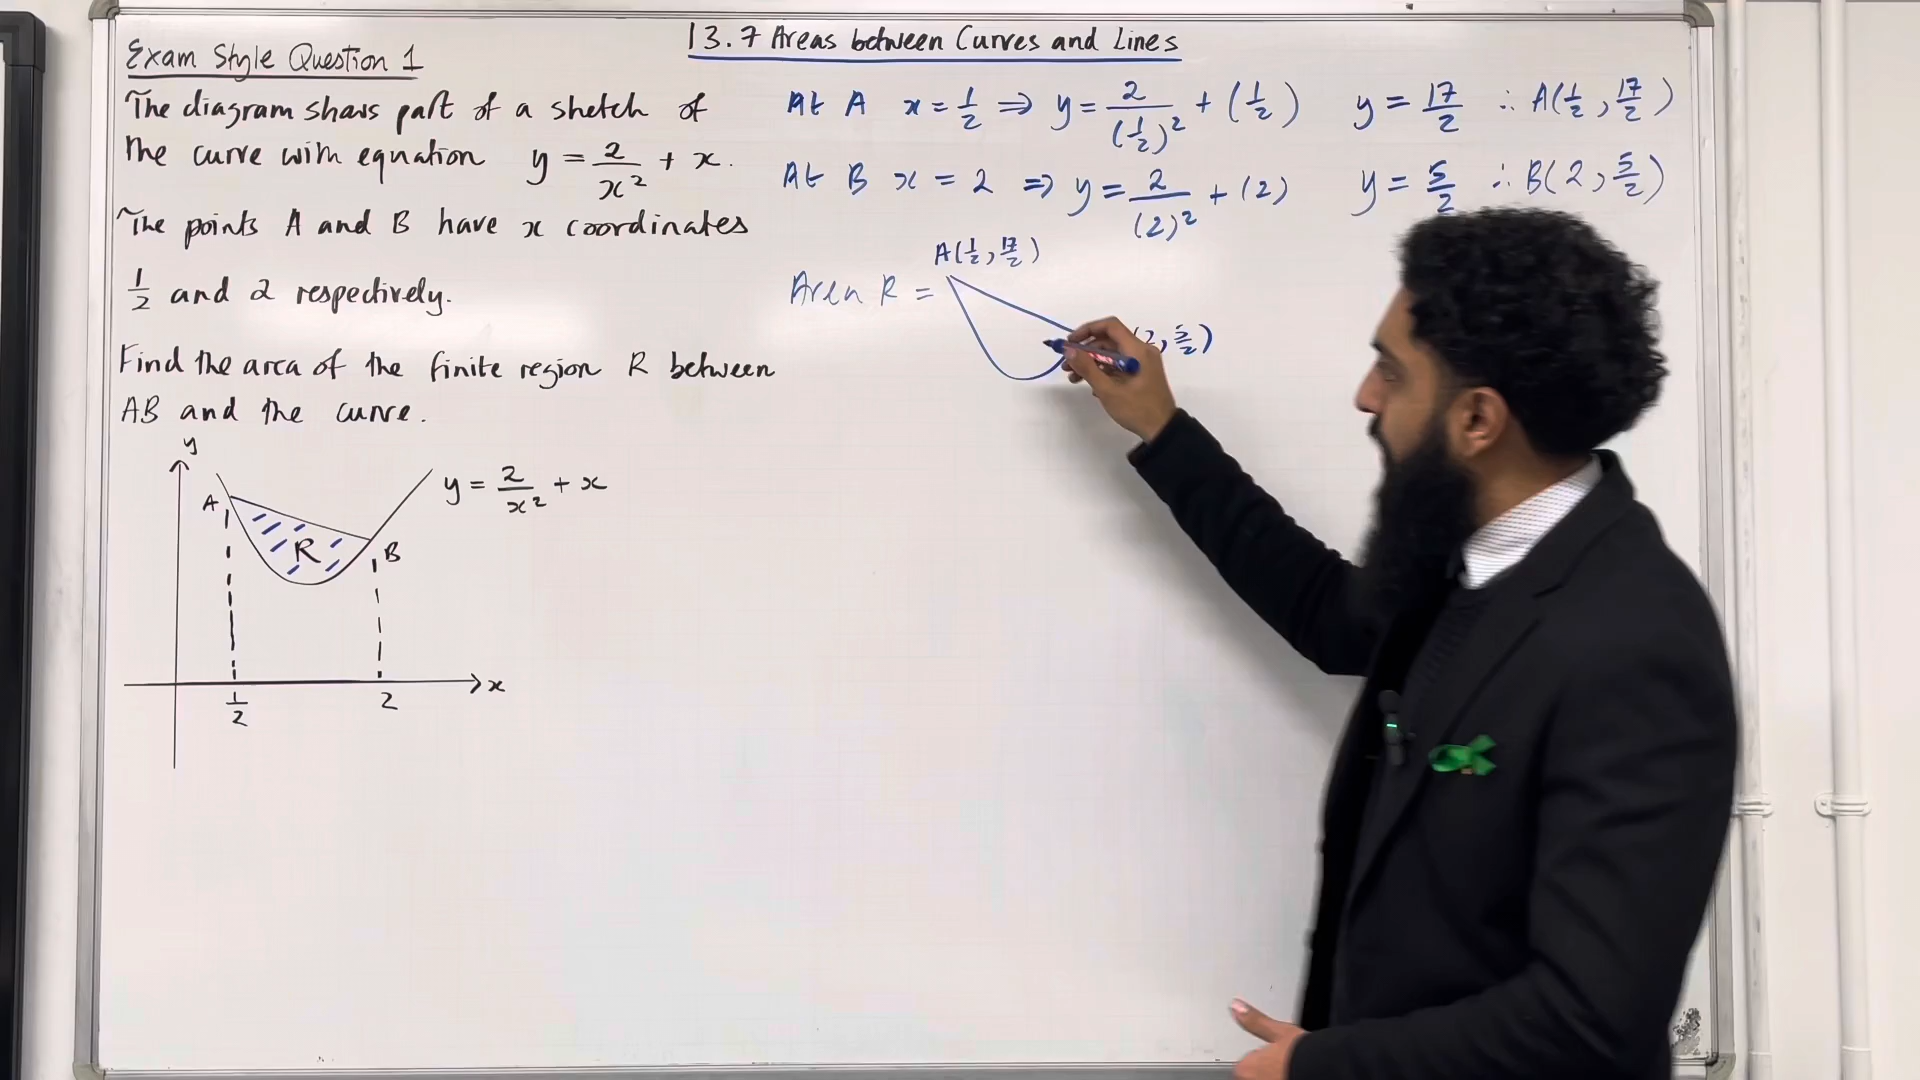 13.7 Areas between Curves and Lines
Exam Style Question 1
The diagram shows part of a sketch of
the curve with equation y = 2/x² + x.
The points A and B have x coordinates
1/2 and 2 respectively.
Find the area of the finite region R between
AB and the curve.
y
A
R
B
y = 2/x² + x
1/2
2
x
At A x = 1/2 ⇒ y = 2/(1/2)² + (1/2) y = 17/2 ∴ A(1/2, 17/2)
At B x = 2 ⇒ y = 2/(2)² + (2) y = 5/2 ∴ B(2, 5/2)
A(1/2, 17/2)
Area R =
(2, 5/2)